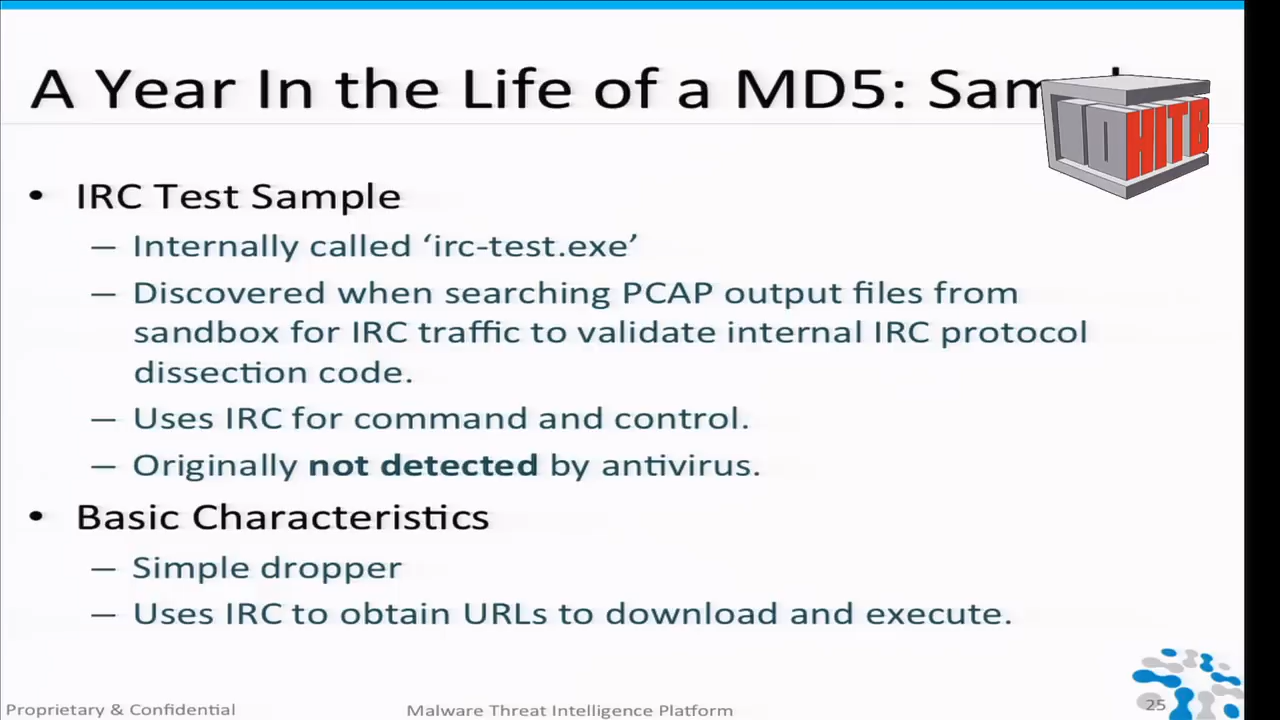 A Year In the Life of a MD5:
HITB
• IRC Test Sample
– Internally called ‘irc-test.exe’
– Discovered when searching PCAP output files from
sandbox for IRC traffic to validate internal IRC protocol
dissection code.
– Uses IRC for command and control.
– Originally not detected by antivirus.
• Basic Characteristics
– Simple dropper
– Uses IRC to obtain URLs to download and execute.
Proprietary & Confidential
Malware Threat Intelligence Platform
25